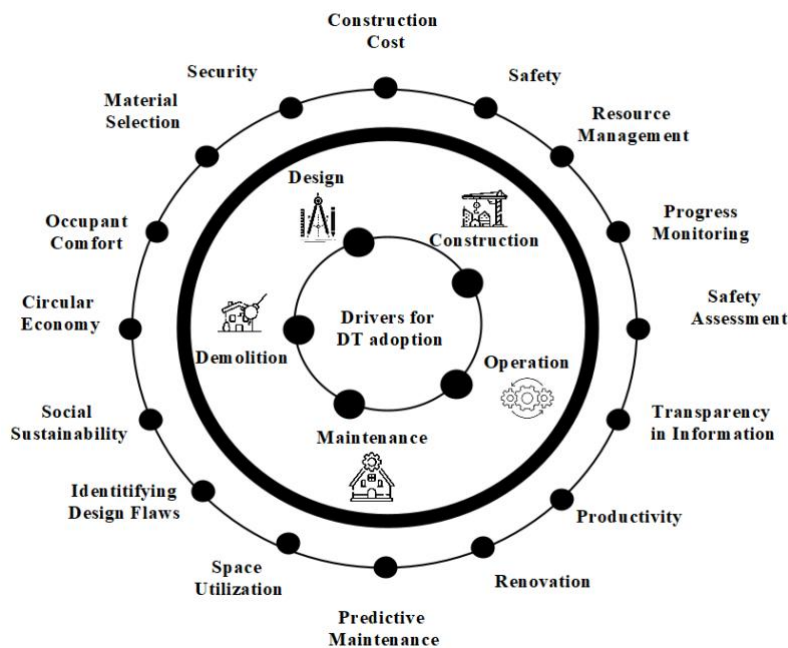 Construction
Cost
Security
Safety
Material
Selection
Resource
Management
Design
Construction
Occupant
Comfort
Progress
Monitoring
Circular
Economy
Demolition
Drivers for
DT adoption
Safety
Assessment
Operation
Social
Sustainability
Maintenance
Transparency
in Information
Identitifying
Design Flaws
Productivity
Space
Utilization
Renovation
Predictive
Maintenance